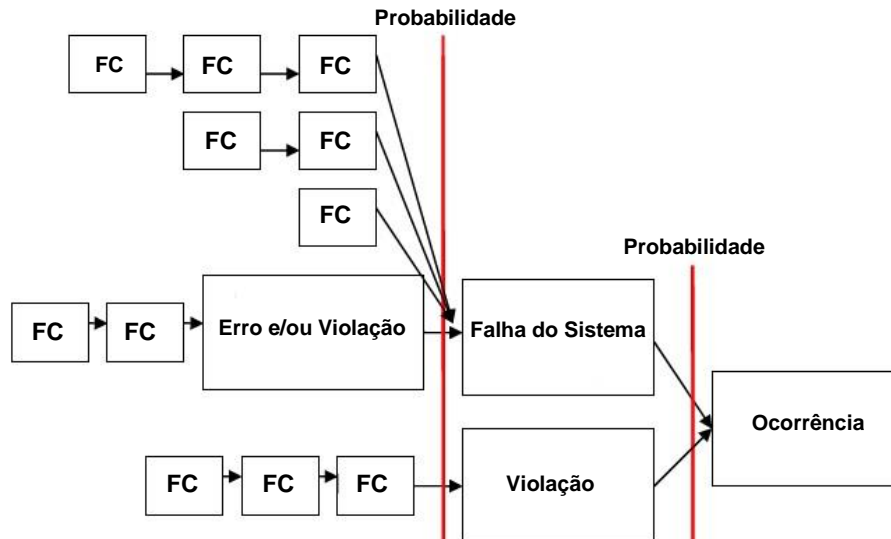 Probabilidade
FC FC FC
FC FC
FC
Probabilidade
FC FC Erro e/ou Violação Falha do Sistema
Ocorrência
FC FC FC Violação